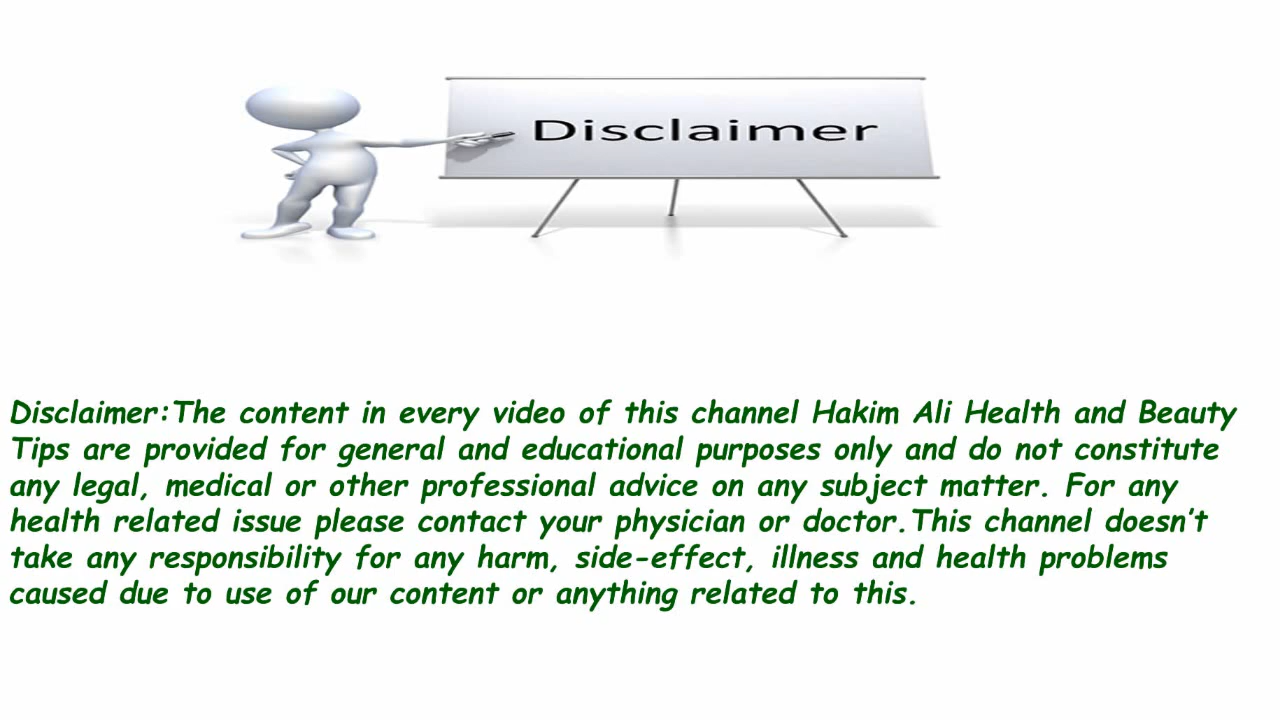 Disclaimer
Disclaimer:The content in every video of this channel Hakim Ali Health and Beauty
Tips are provided for general and educational purposes only and do not constitute
any legal, medical or other professional advice on any subject matter. For any
health related issue please contact your physician or doctor.This channel doesn’t
take any responsibility for any harm, side-effect, illness and health problems
caused due to use of our content or anything related to this.